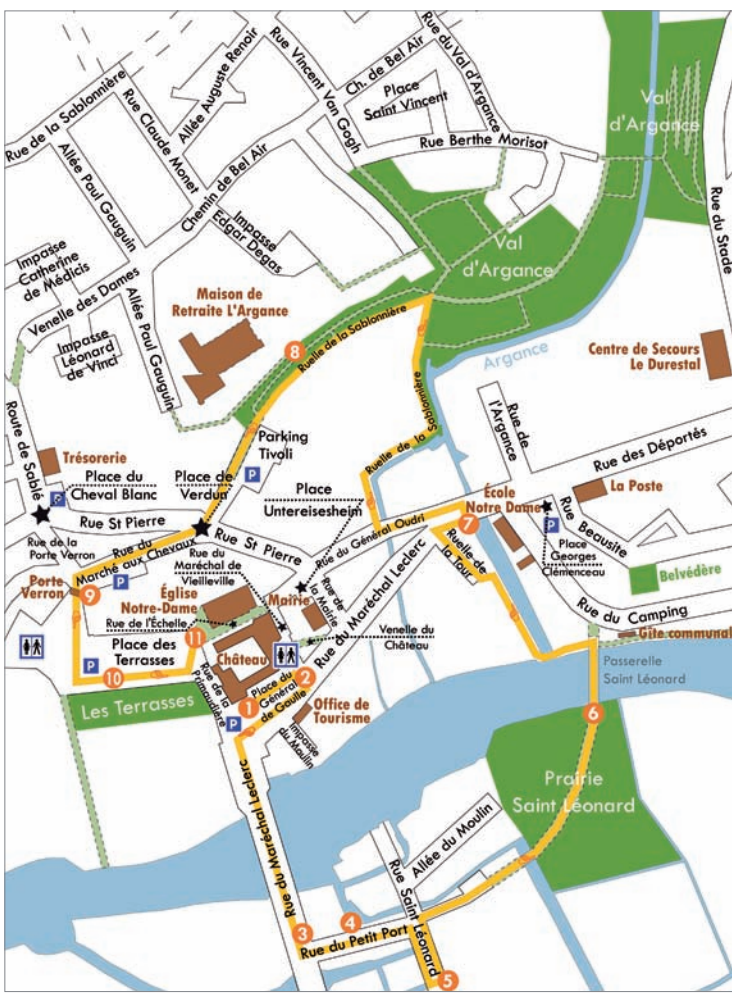 Rue de la Sablonnière
Rue Claude Monet
Allée Auguste Renoir
Rue Vincent Van Gogh
Ch. de Bel Air
Rue du Val d'Argance
Place
Saint Vincent
Rue Berthe Morisot
Val
d'Argance
Rue du Stade
Allée Paul Gauguin
Chemin de Bel Air
Impasse
Edgar Degas
Val
d'Argance
Impasse
Catherine
de Médicis
Venelle des Dames
Impasse
Léonard
de Vinci
Allée Paul Gauguin
Maison de
Retraite L'Argance
8
Ruelle de la Sablonnière
Argance
Centre de Secours
Le Durestal
Route de Sablé
Trésorerie
P
Place du
Cheval Blanc
Place de
Verdun
Parking
Tivoli
P
Ruelle de la Sablonnière
Rue de
l'Argance
Rue des Déportés
Place
Untereisesheim
École
Notre Dame
La Poste
Rue St Pierre
Rue St Pierre
Rue de la
Porte Verron
Rue du
Marché aux Chevaux
P
Rue du Général Oudri
7
P
Place
Georges
Clémenceau
Rue Beausite
Rue du
Maréchal de
Vieilleville
Ruelle de
la Tour
Belvédère
Porte
Verron
9
Église
Notre-Dame
Mairie
Rue de
la Mairie
Rue du Maréchal Leclerc
Rue du Camping
Rue de l'Échelle
11
Place des
Terrasses
Château
Venelle du
Château
Gîte communal
P
10
2
Passerelle
Saint Léonard
Les Terrasses
Rue de la
Primaudière
1
Place du
Général
de Gaulle
P
Office de
Tourisme
Impasse
du Moulin
6
Prairie
Saint Léonard
Rue du Maréchal Leclerc
Allée du Moulin
Rue Saint Léonard
3
4
Rue du Petit Port
5